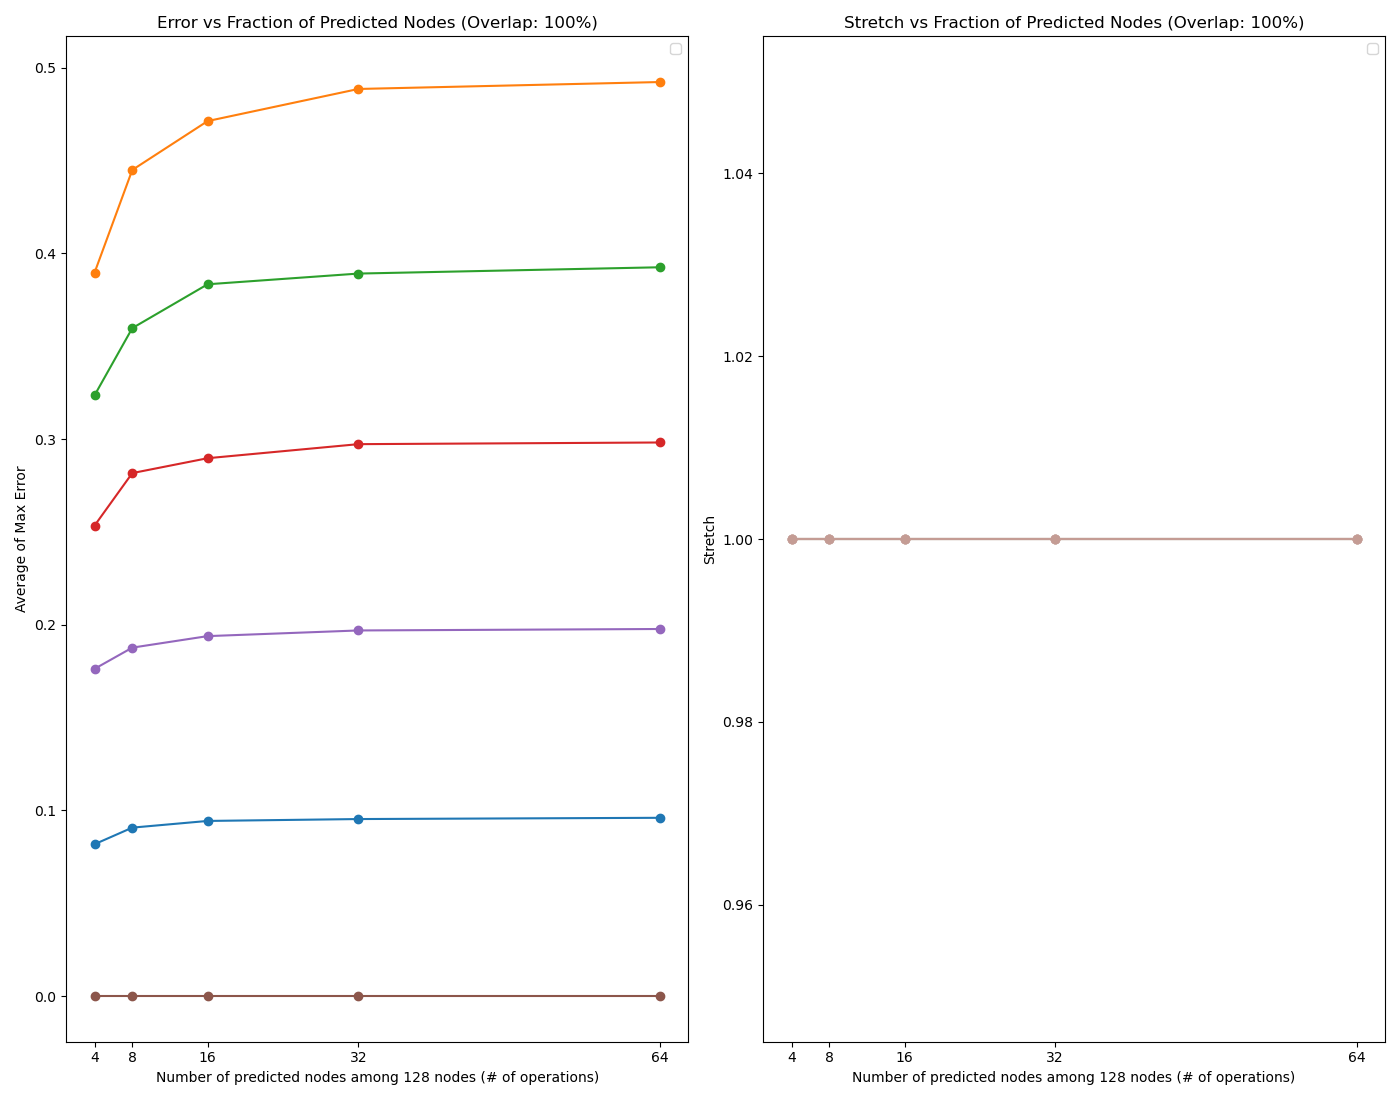 Error vs Fraction of Predicted Nodes (Overlap: 100%)
0.5
0.4
0.3
0.2
0.1
0.0
Average of Max Error
4 8 16 32 64
Number of predicted nodes among 128 nodes (# of operations)
Stretch vs Fraction of Predicted Nodes (Overlap: 100%)
1.04
1.02
1.00
0.98
0.96
Stretch
4 8 16 32 64
Number of predicted nodes among 128 nodes (# of operations)